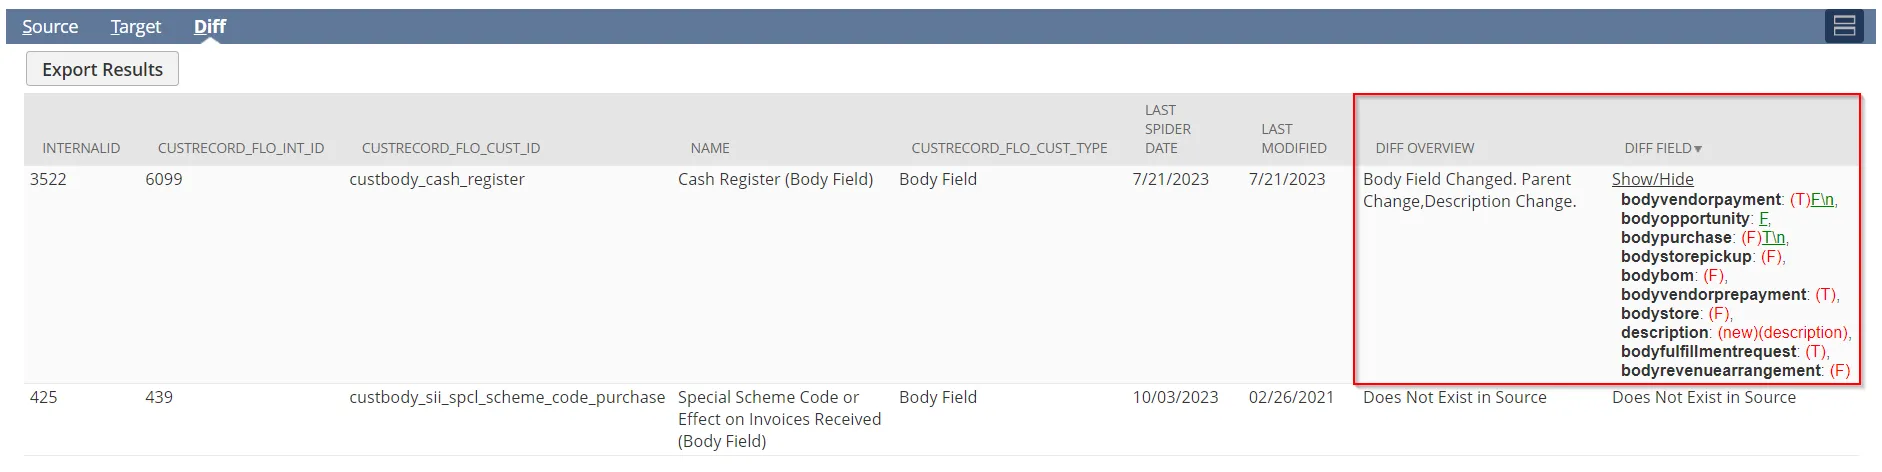 Source Target Diff
Export Results
INTERNALID CUSTRECORD_FLO_INT_ID CUSTRECORD_FLO_CUST_ID NAME CUSTRECORD_FLO_CUST_TYPE LAST SPIDER DATE LAST MODIFIED DIFF OVERVIEW DIFF FIELD▼
3522 6099 custbody_cash_register Cash Register (Body Field) Body Field 7/21/2023 7/21/2023 Body Field Changed. Parent Show/Hide
Change,Description Change. bodyvendorpayment: (T)F\n,
bodyopportunity: F,
bodypurchase: (F)T\n,
bodystorepickup: (F),
bodybom: (F),
bodyvendorprepayment: (T),
bodystore: (F),
description: (new)(description),
bodyfulfillmentrequest: (T),
bodyrevenuearrangement: (F)
425 439 custbody_sii_spcl_scheme_code_purchase Special Scheme Code or Body Field 10/03/2023 02/26/2021 Does Not Exist in Source Does Not Exist in Source
Effect on Invoices Received
(Body Field)